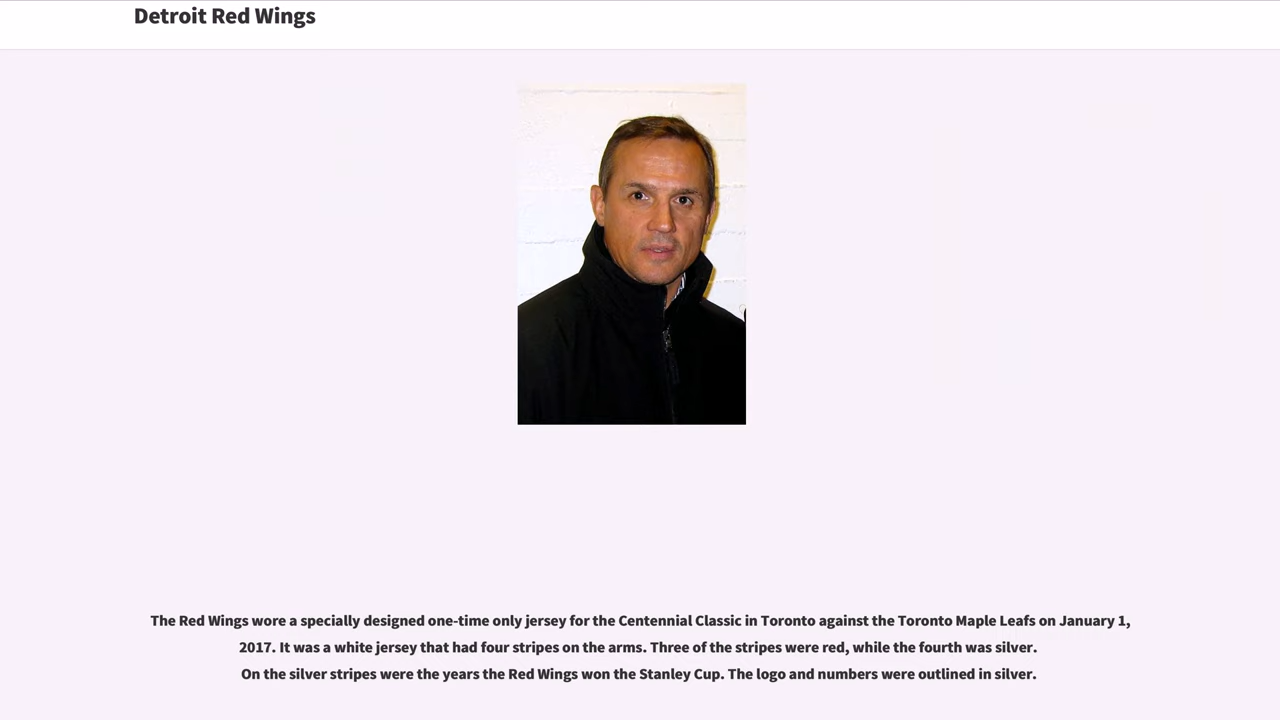 Detroit Red Wings
The Red Wings wore a specially designed one-time only jersey for the Centennial Classic in Toronto against the Toronto Maple Leafs on January 1,
2017. It was a white jersey that had four stripes on the arms. Three of the stripes were red, while the fourth was silver.
On the silver stripes were the years the Red Wings won the Stanley Cup. The logo and numbers were outlined in silver.